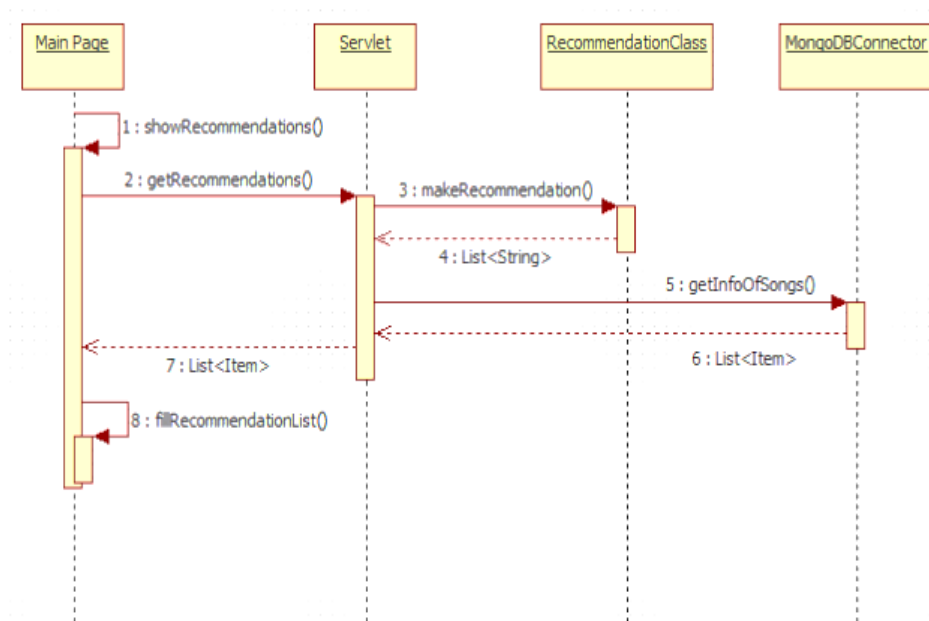 Main Page
Servlet
RecommendationClass
MongoDBConnector
1 : showRecommendations()
2 : getRecommendations()
3 : makeRecommendation()
4 : List<String>
5 : getInfoOfSongs()
6 : List<Item>
7 : List<Item>
8 : fillRecommendationList()